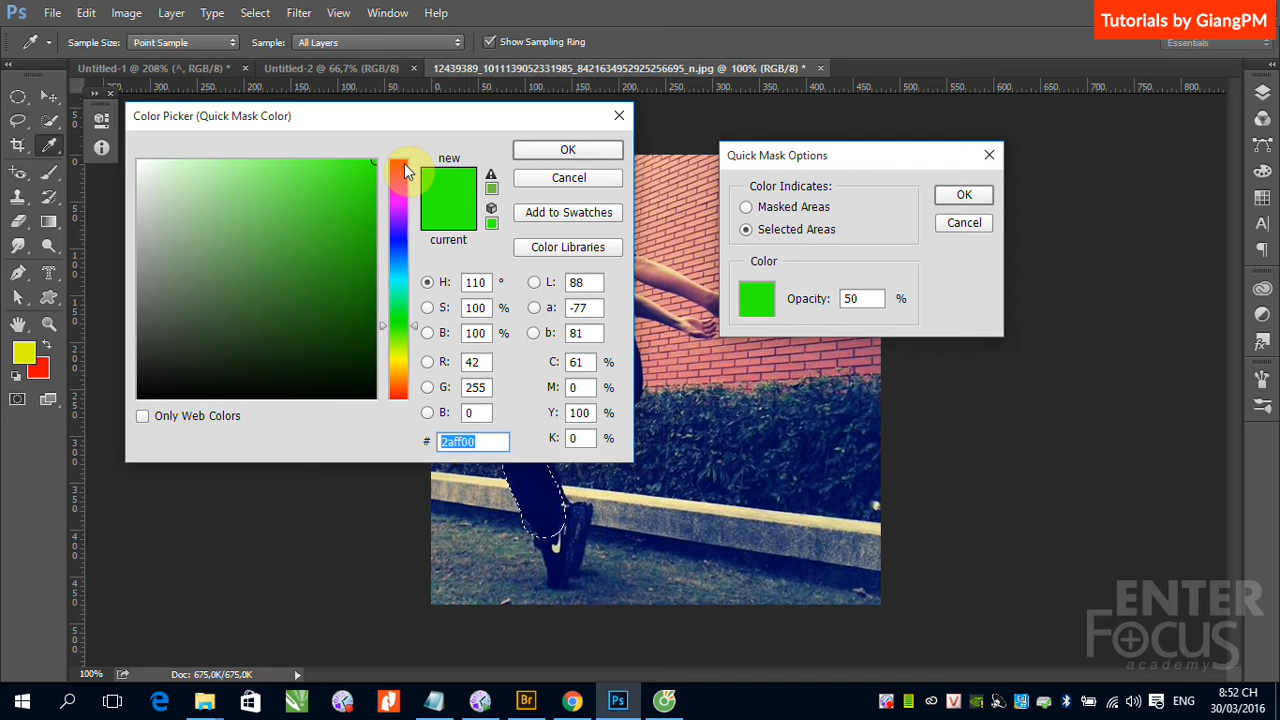 Ps File Edit Image Layer Type Select Filter View Window Help
Tutorials by GiangPM
Sample Size: Point Sample Sample: All Layers Show Sampling Ring
Essentials
Untitled-1 @ 208% (^, RGB/8) * × Untitled-2 @ 66,7% (RGB/8) × 12439389_1011139052331985_8421634952925256695_n.jpg @ 100% (RGB/8) * ×
Color Picker (Quick Mask Color)
new
current
OK
Cancel
Add to Swatches
Color Libraries
H: 110 °
S: 100 %
B: 100 %
R: 42
G: 255
B: 0
L: 88
a: -77
b: 81
C: 61 %
M: 0 %
Y: 100 %
K: 0 %
# 2aff00
Only Web Colors
Quick Mask Options
Color Indicates:
Masked Areas
Selected Areas
OK
Cancel
Color
Opacity: 50 %
ENTER
FOCUS
academy
100% Doc: 675,0K/675,0K
Br Ps
ENG
8:52 CH
30/03/2016